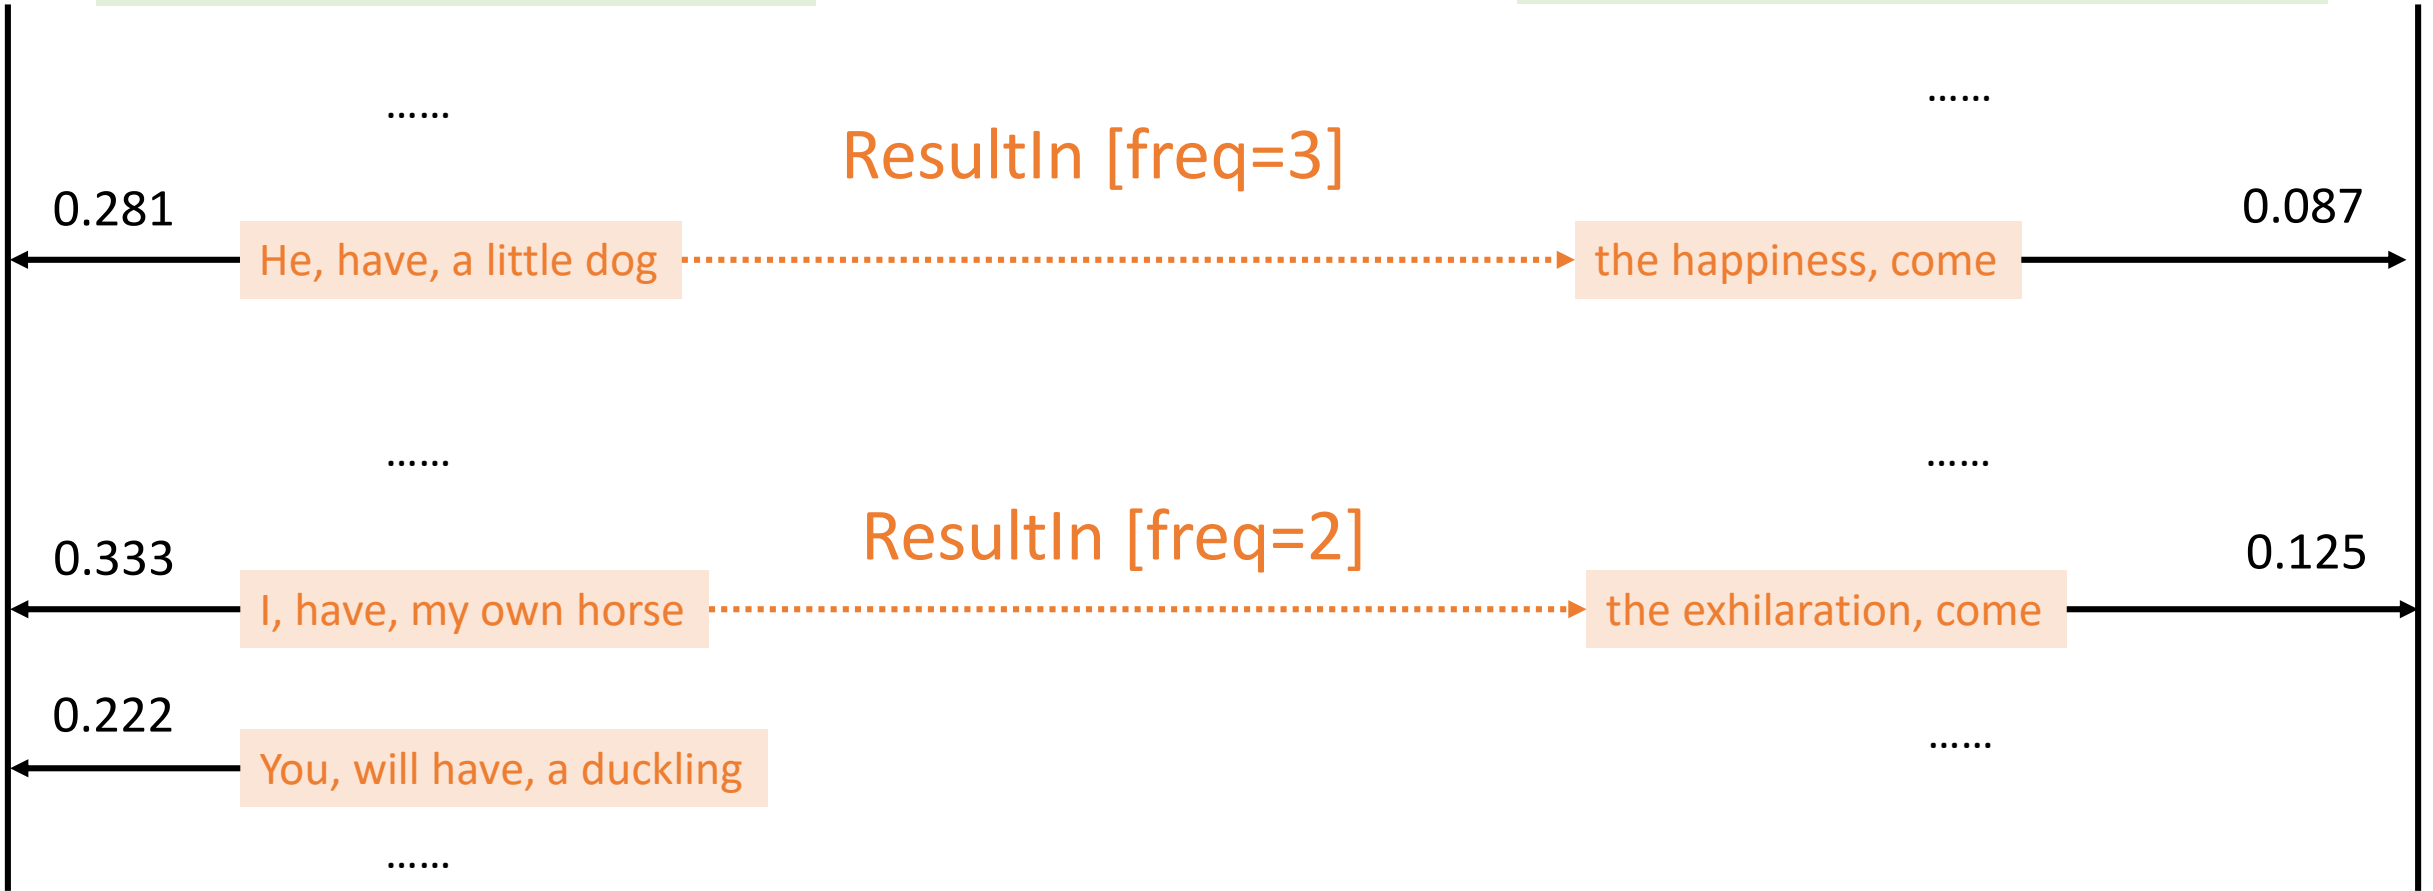 ......
......
ResultIn [freq=3]
0.281
0.087
He, have, a little dog
the happiness, come
......
......
ResultIn [freq=2]
0.333
0.125
I, have, my own horse
the exhilaration, come
0.222
You, will have, a duckling
......
......